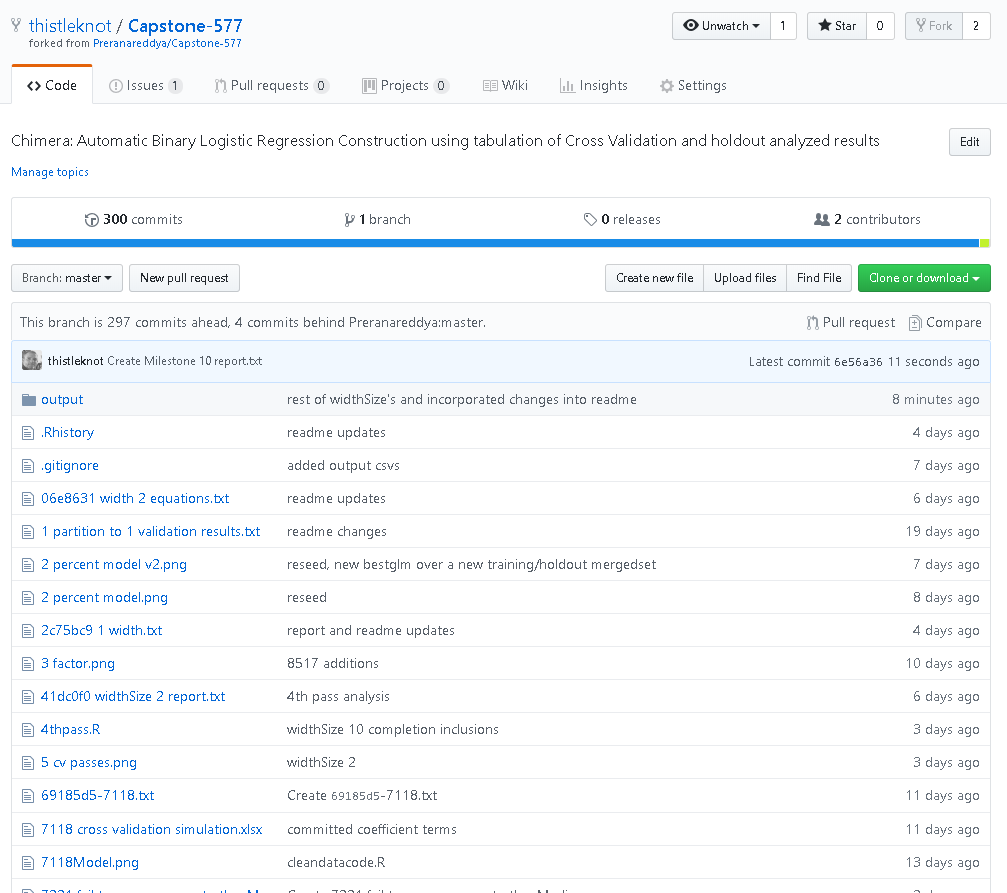 thistleknot / Capstone-577
forked from Preranareddya/Capstone-577
Unwatch 1 Star 0 Fork 2
Code Issues 1 Pull requests 0 Projects 0 Wiki Insights Settings
Chimera: Automatic Binary Logistic Regression Construction using tabulation of Cross Validation and holdout analyzed results Edit
Manage topics
300 commits 1 branch 0 releases 2 contributors
Branch: master New pull request Create new file Upload files Find File Clone or download
This branch is 297 commits ahead, 4 commits behind Preranareddya:master. Pull request Compare
thistleknot Create Milestone 10 report.txt Latest commit 6e56a36 11 seconds ago
output rest of widthSize's and incorporated changes into readme 8 minutes ago
.Rhistory readme updates 4 days ago
.gitignore added output csvs 7 days ago
06e8631 width 2 equations.txt readme updates 6 days ago
1 partition to 1 validation results.txt readme changes 19 days ago
2 percent model v2.png reseed, new bestglm over a new training/holdout mergedset 7 days ago
2 percent model.png reseed 8 days ago
2c75bc9 1 width.txt report and readme updates 4 days ago
3 factor.png 8517 additions 10 days ago
41dc0f0 widthSize 2 report.txt 4th pass analysis 6 days ago
4thpass.R widthSize 10 completion inclusions 3 days ago
5 cv passes.png widthSize 2 3 days ago
69185d5-7118.txt Create 69185d5-7118.txt 11 days ago
7118 cross validation simulation.xlsx committed coefficient terms 11 days ago
7118Model.png cleandatacode.R 13 days ago